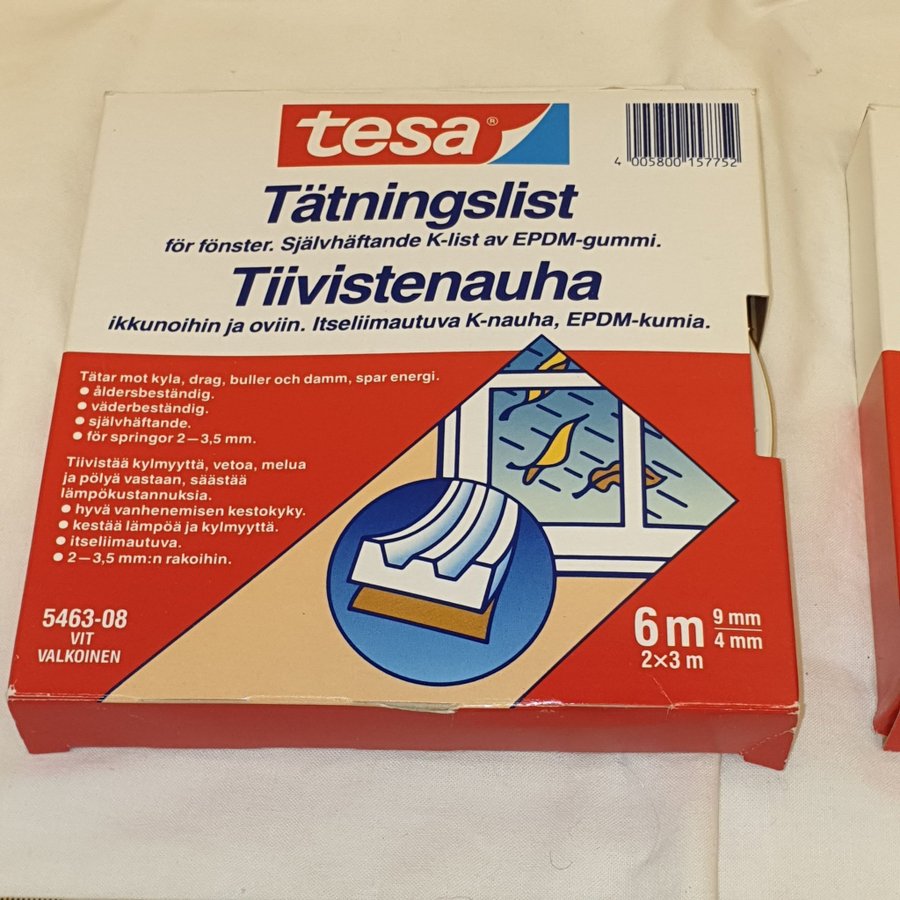 tesa®
4 005800 157752
Tätningslist
för fönster. Självhäftande K-list av EPDM-gummi.
Tiivistenauha
ikkunoihin ja oviin. Itseliimautuva K-nauha, EPDM-kumia.
Tätar mot kyla, drag, buller och damm, spar energi.
● åldersbeständig.
● väderbeständig.
● självhäftande.
● för springor 2–3,5 mm.
Tiivistää kylmyyttä, vetoa, melua
ja pölyä vastaan, säästää
lämpökustannuksia.
● hyvä vanhenemisen kestokyky.
● kestää lämpöä ja kylmyyttä.
● itseliimautuva.
● 2–3,5 mm:n rakoihin.
5463-08
VIT
VALKOINEN
6 m 9 mm
4 mm
2×3 m